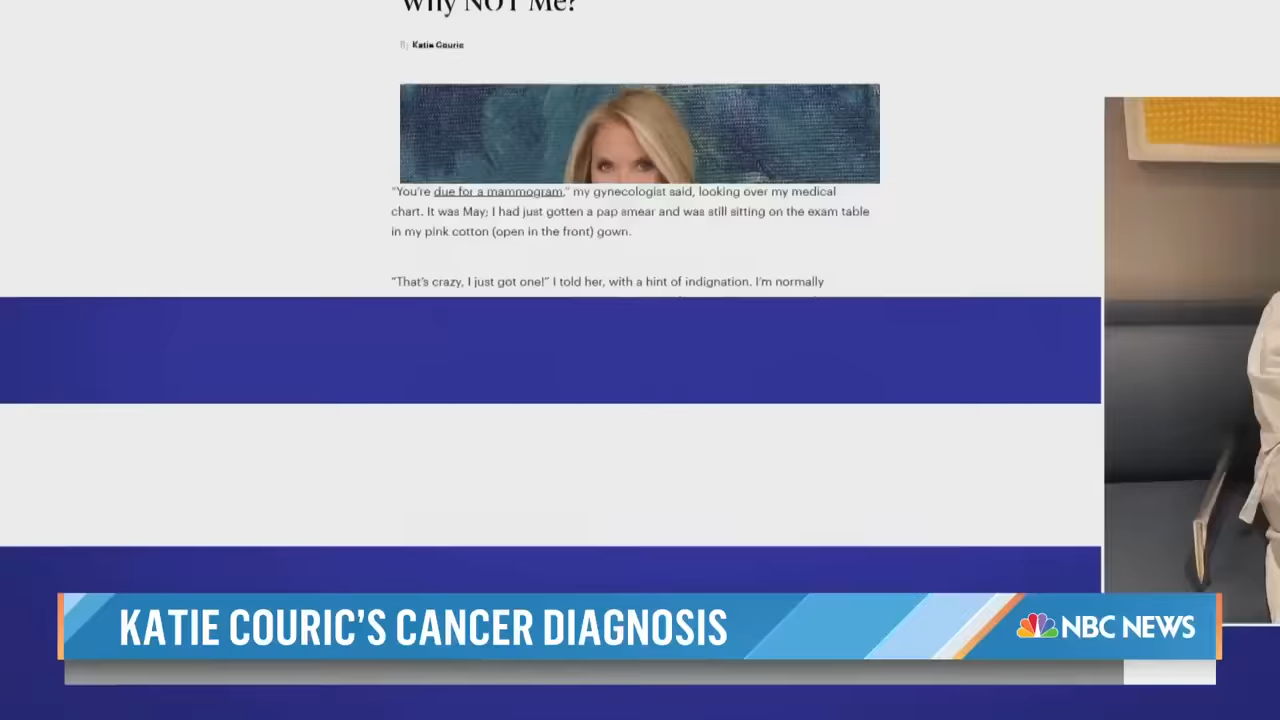 Why NOT Me?
By Katie Couric
"You're due for a mammogram," my gynecologist said, looking over my medical
chart. It was May; I had just gotten a pap smear and was still sitting on the exam table
in my pink cotton (open in the front) gown.
"That's crazy, I just got one!" I told her, with a hint of indignation. I'm normally
KATIE COURIC'S CANCER DIAGNOSIS
NBC NEWS